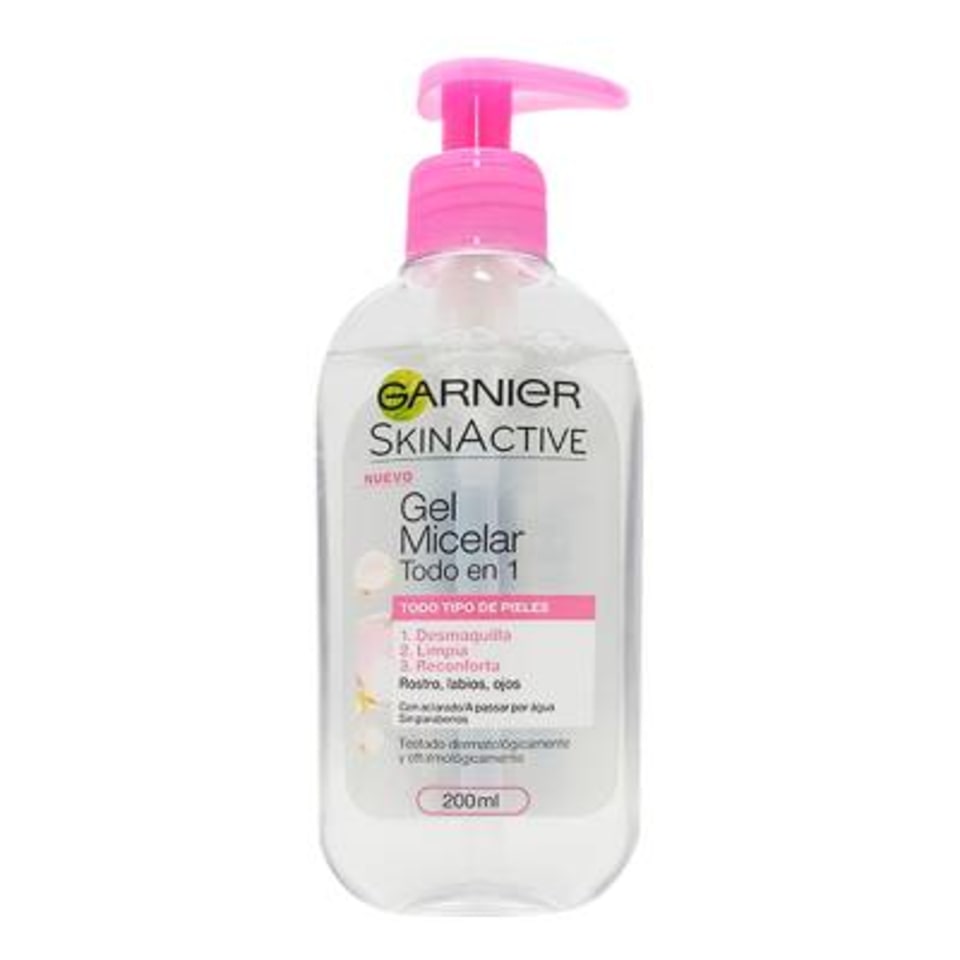 GARNIER
SKINACTIVE
NUEVO
Gel
Micelar
Todo en 1
TODO TIPO DE PIELES
1. Desmaquilla
2. Limpia
3. Reconforta
Rostro, labios, ojos
Con aclarado/A passar por água
Sin parabenos
Testado dermatológicamente
y oftalmológicamente
200ml